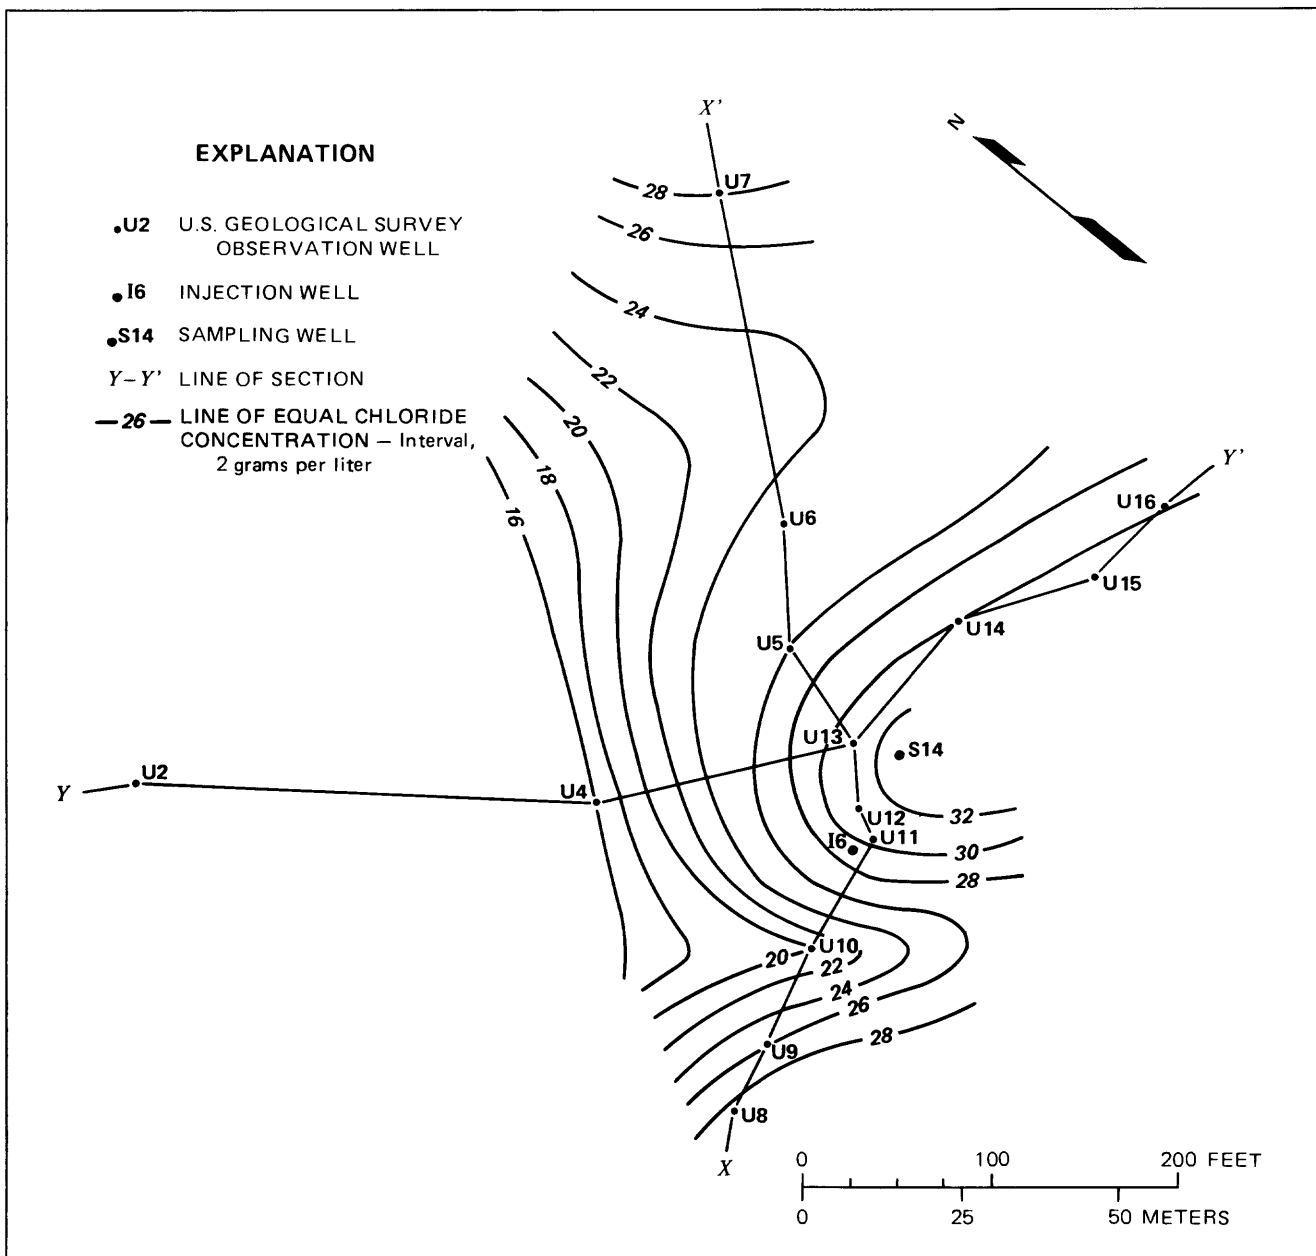 X'
N
EXPLANATION
U7
28
.U2 U.S. GEOLOGICAL SURVEY
OBSERVATION WELL
26
I6 INJECTION WELL
24
S14 SAMPLING WELL
Y–Y' LINE OF SECTION
22
26 LINE OF EQUAL CHLORIDE
CONCENTRATION – Interval,
2 grams per liter
20
18
16
Y'
U16
U6
U15
U14
U5
U13
S14
U2
Y
U4
U12
32
U11
I6
30
28
U10
20
22
24
26
28
U9
U8
X
0 100 200 FEET
0 25 50 METERS